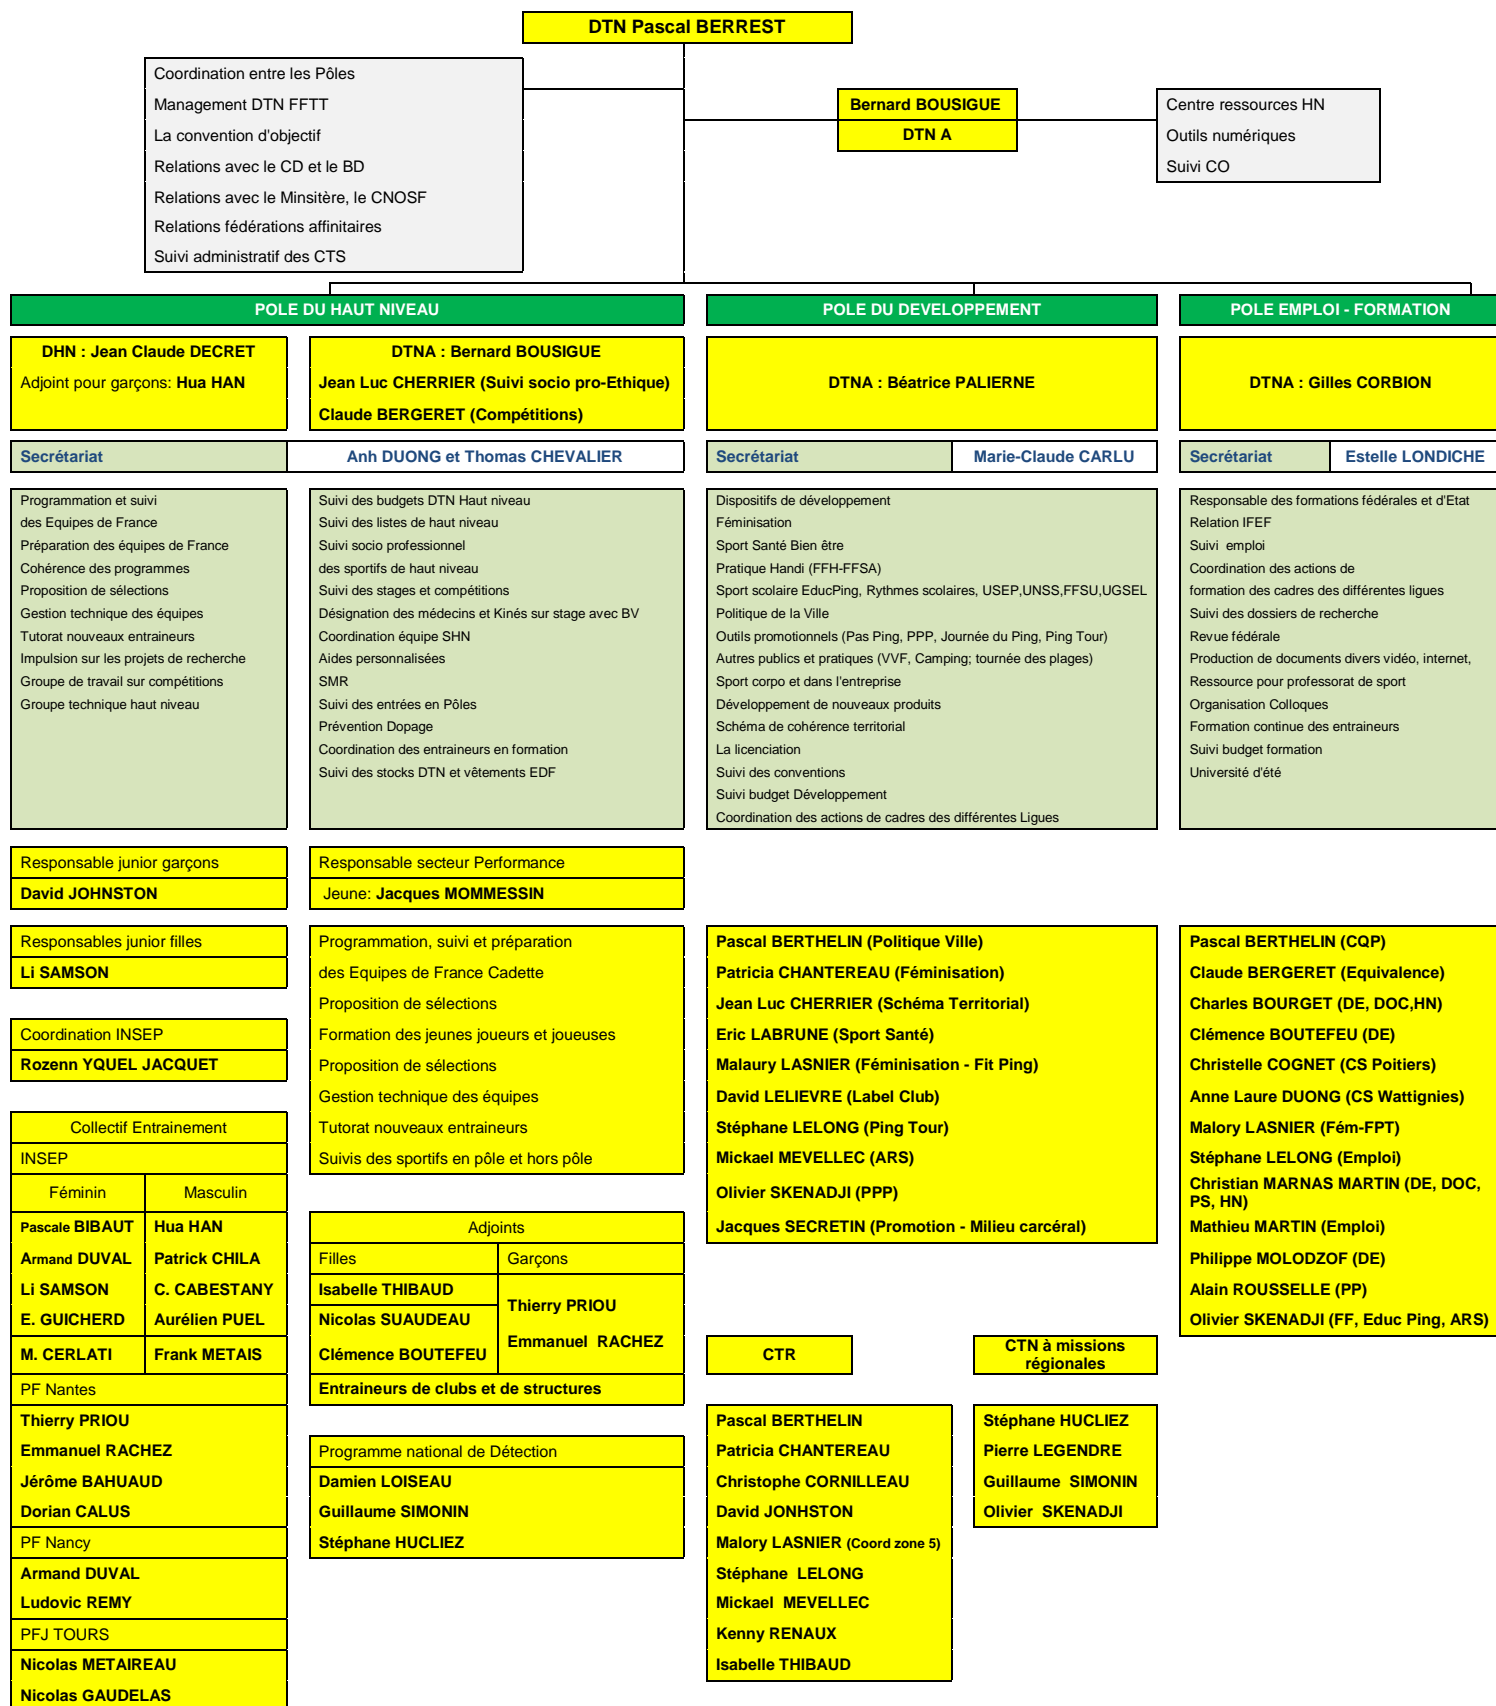 DTN Pascal BERREST
Coordination entre les Pôles
Management DTN FFTT
La convention d'objectif
Relations avec le CD et le BD
Relations avec le Minsitère, le CNOSF
Relations fédérations affinitaires
Suivi administratif des CTS
Bernard BOUSIGUE
DTN A
Centre ressources HN
Outils numériques
Suivi CO
POLE DU HAUT NIVEAU
DHN : Jean Claude DECRET
Adjoint pour garçons: Hua HAN
DTNA : Bernard BOUSIGUE
Jean Luc CHERRIER (Suivi socio pro-Ethique)
Claude BERGERET (Compétitions)
Secrétariat
Anh DUONG et Thomas CHEVALIER
Programmation et suivi
des Equipes de France
Préparation des équipes de France
Cohérence des programmes
Proposition de sélections
Gestion technique des équipes
Tutorat nouveaux entraineurs
Impulsion sur les projets de recherche
Groupe de travail sur compétitions
Groupe technique haut niveau
Suivi des budgets DTN Haut niveau
Suivi des listes de haut niveau
Suivi socio professionnel
des sportifs de haut niveau
Suivi des stages et compétitions
Désignation des médecins et Kinés sur stage avec BV
Coordination équipe SHN
Aides personnalisées
SMR
Suivi des entrées en Pôles
Prévention Dopage
Coordination des entraineurs en formation
Suivi des stocks DTN et vêtements EDF
POLE DU DEVELOPPEMENT
DTNA : Béatrice PALIERNE
Secrétariat
Marie-Claude CARLU
Dispositifs de développement
Féminisation
Sport Santé Bien être
Pratique Handi (FFH-FFSA)
Sport scolaire EducPing, Rythmes scolaires, USEP,UNSS,FFSU,UGSEL
Politique de la Ville
Outils promotionnels (Pas Ping, PPP, Journée du Ping, Ping Tour)
Autres publics et pratiques (VVF, Camping; tournée des plages)
Sport corpo et dans l'entreprise
Développement de nouveaux produits
Schéma de cohérence territorial
La licenciation
Suivi des conventions
Suivi budget Développement
Coordination des actions de cadres des différentes Ligues
POLE EMPLOI - FORMATION
DTNA : Gilles CORBION
Secrétariat
Estelle LONDICHE
Responsable des formations fédérales et d'Etat
Relation IFEF
Suivi emploi
Coordination des actions de
formation des cadres des différentes ligues
Suivi des dossiers de recherche
Revue fédérale
Production de documents divers vidéo, internet,
Ressource pour professorat de sport
Organisation Colloques
Formation continue des entraineurs
Suivi budget formation
Université d'été
Responsable junior garçons
David JOHNSTON
Responsables junior filles
Li SAMSON
Coordination INSEP
Rozenn YQUEL JACQUET
Collectif Entrainement
INSEP
Féminin
Masculin
Pascale BIBAUT
Hua HAN
Armand DUVAL
Patrick CHILA
Li SAMSON
C. CABESTANY
E. GUICHERD
Aurélien PUEL
M. CERLATI
Frank METAIS
PF Nantes
Thierry PRIOU
Emmanuel RACHEZ
Jérôme BAHUAUD
Dorian CALUS
PF Nancy
Armand DUVAL
Ludovic REMY
PFJ TOURS
Nicolas METAIREAU
Nicolas GAUDELAS
Responsable secteur Performance
Jeune: Jacques MOMMESSIN
Programmation, suivi et préparation
des Equipes de France Cadette
Proposition de sélections
Formation des jeunes joueurs et joueuses
Proposition de sélections
Gestion technique des équipes
Tutorat nouveaux entraineurs
Suivis des sportifs en pôle et hors pôle
Adjoints
Filles
Garçons
Isabelle THIBAUD
Nicolas SUAUDEAU
Clémence BOUTEFEU
Thierry PRIOU
Emmanuel RACHEZ
Entraineurs de clubs et de structures
Programme national de Détection
Damien LOISEAU
Guillaume SIMONIN
Stéphane HUCLIEZ
Pascal BERTHELIN (Politique Ville)
Patricia CHANTEREAU (Féminisation)
Jean Luc CHERRIER (Schéma Territorial)
Eric LABRUNE (Sport Santé)
Malaury LASNIER (Féminisation - Fit Ping)
David LELIEVRE (Label Club)
Stéphane LELONG (Ping Tour)
Mickael MEVELLEC (ARS)
Olivier SKENADJI (PPP)
Jacques SECRETIN (Promotion - Milieu carcéral)
CTR
Pascal BERTHELIN
Patricia CHANTEREAU
Christophe CORNILLEAU
David JONHSTON
Malory LASNIER (Coord zone 5)
Stéphane LELONG
Mickael MEVELLEC
Kenny RENAUX
Isabelle THIBAUD
CTN à missions
régionales
Stéphane HUCLIEZ
Pierre LEGENDRE
Guillaume SIMONIN
Olivier SKENADJI
Pascal BERTHELIN (CQP)
Claude BERGERET (Equivalence)
Charles BOURGET (DE, DOC,HN)
Clémence BOUTEFEU (DE)
Christelle COGNET (CS Poitiers)
Anne Laure DUONG (CS Wattignies)
Malory LASNIER (Fém-FPT)
Stéphane LELONG (Emploi)
Christian MARNAS MARTIN (DE, DOC,
PS, HN)
Mathieu MARTIN (Emploi)
Philippe MOLODZOF (DE)
Alain ROUSSELLE (PP)
Olivier SKENADJI (FF, Educ Ping, ARS)